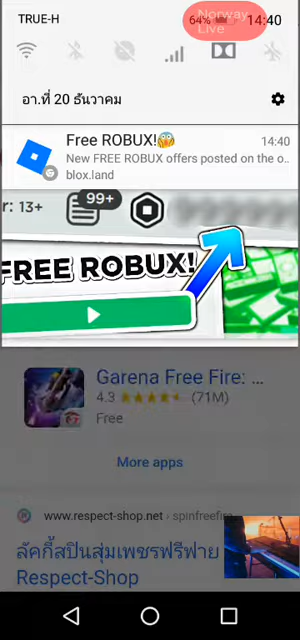 TRUE-H
64%
14:40
Norway
Live
อา.ที่ 20 ธันวาคม
Free ROBUX!😱
14:40
New FREE ROBUX offers posted on the o..
blox.land
r: 13+
99+
FREE ROBUX!
Garena Free Fire: ...
4.3
(71M)
Free
More apps
www.respect-shop.net › spinfreefire
ลัคกี้สปินสุ่มเพชรฟรีฟาย
Respect-Shop